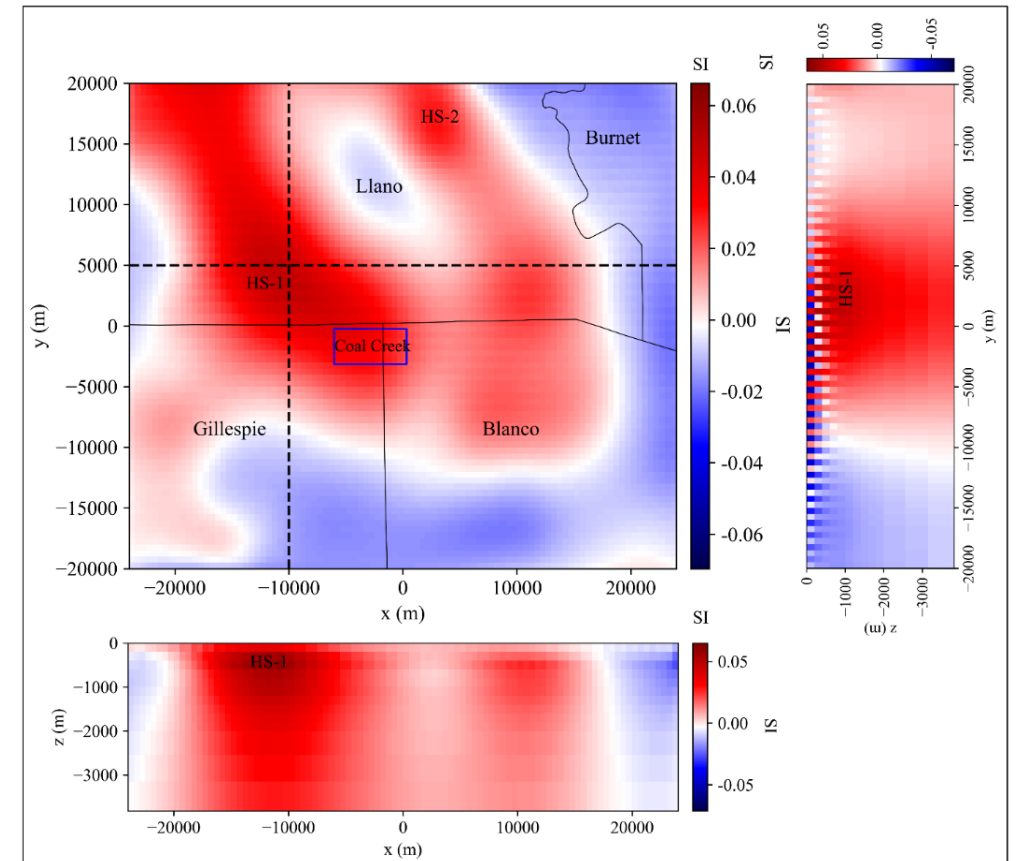 SI
SI
0.05
0.00
-0.05
20000
15000
10000
5000
0
−5000
−10000
−15000
−20000
y (m)
−20000
−10000
0
10000
20000
x (m)
HS-2
Burnet
Llano
HS-1
Coal Creek
Gillespie
Blanco
0.06
0.04
0.02
0.00
-0.02
-0.04
-0.06
SI
HS-1
20000
15000
10000
5000
0
−5000
−10000
−15000
−20000
y (m)
0
−1000
−2000
−3000
z (m)
SI
0
−1000
−2000
−3000
z (m)
HS-1
−20000
−10000
0
10000
20000
x (m)
0.05
0.00
-0.05
SI